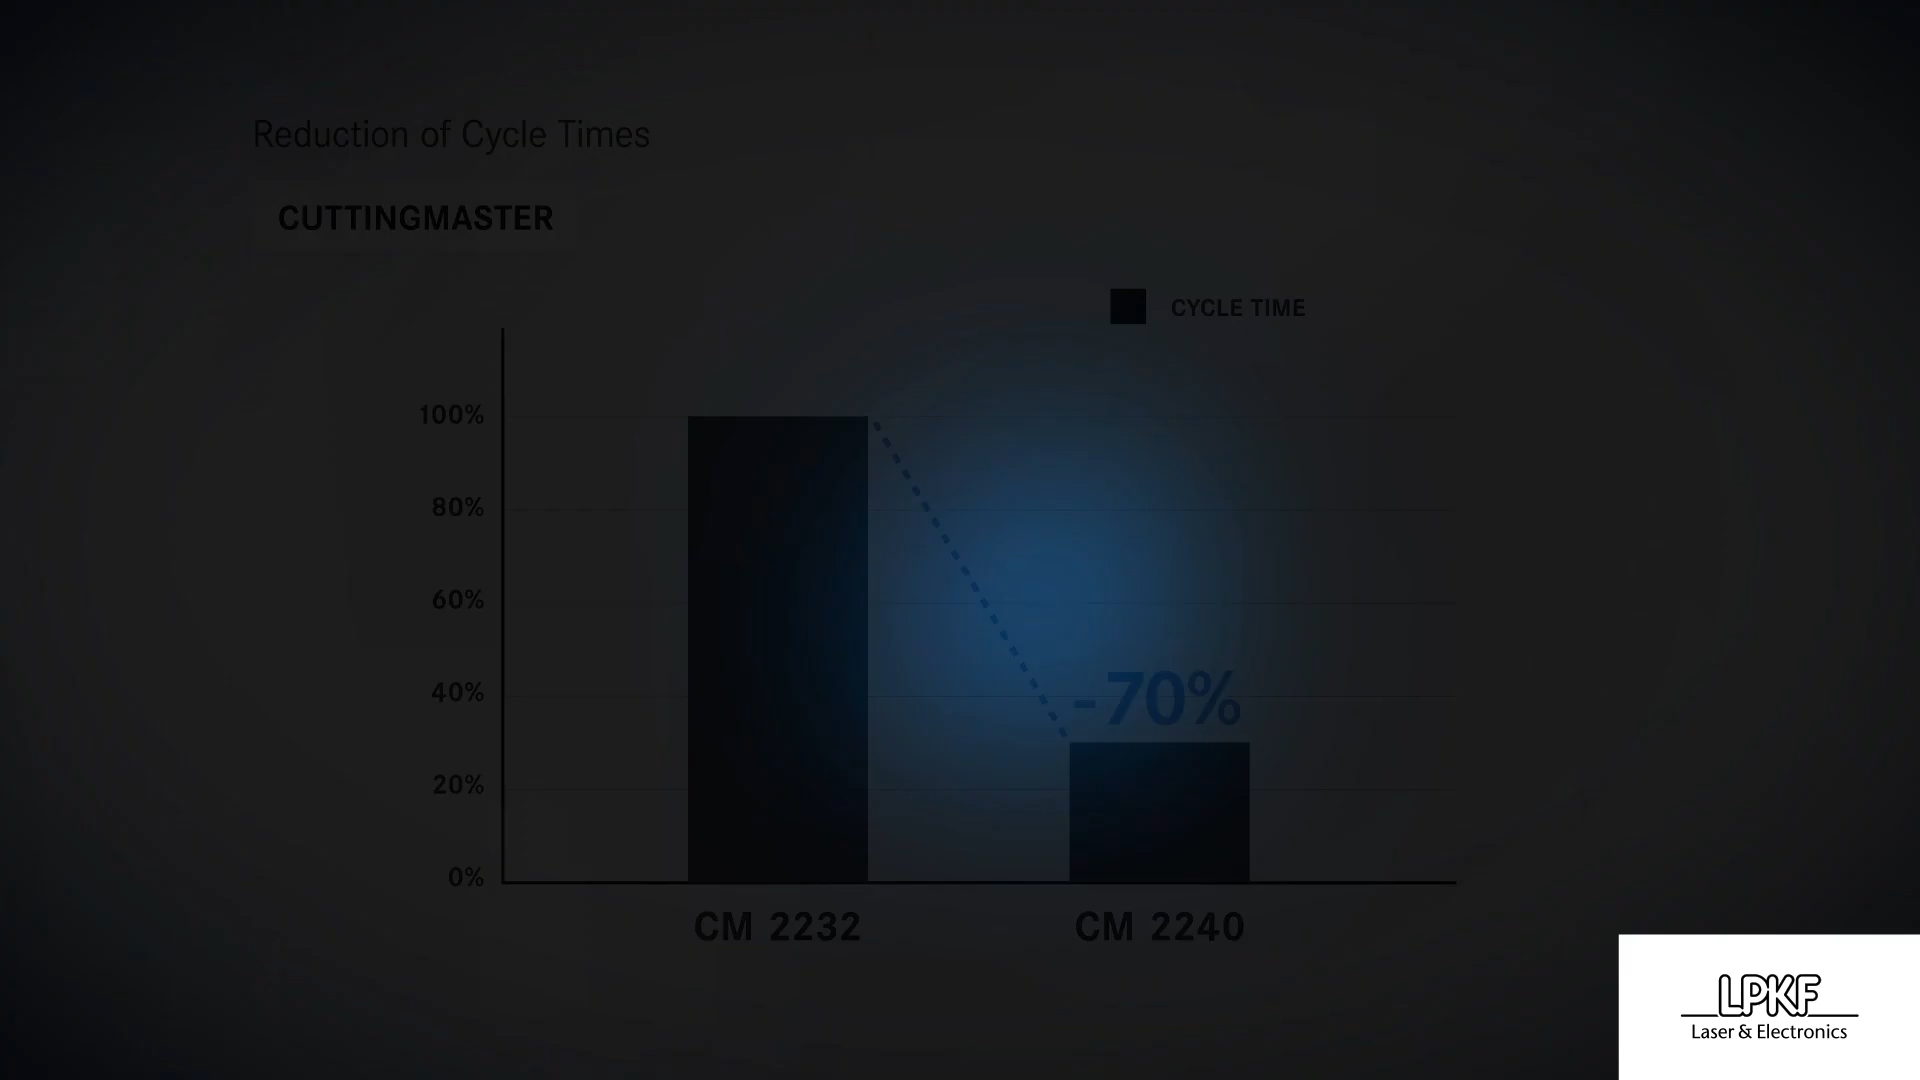 Reduction of Cycle Times
CUTTINGMASTER
CYCLE TIME
100%
80%
60%
40%
20%
0%
-70%
CM 2232
CM 2240
LPKF
Laser & Electronics